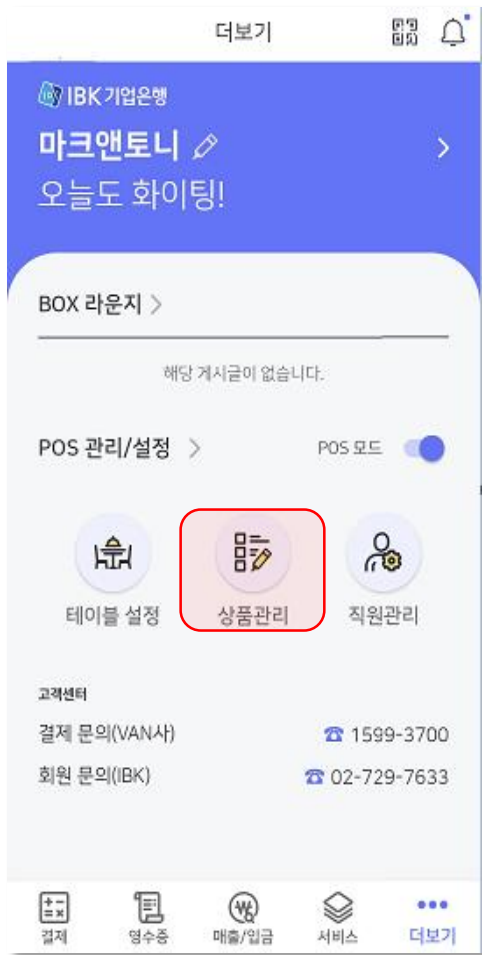 더보기
IBK 기업은행
마크앤토니
오늘도 화이팅!
BOX 라운지 >
해당 게시글이 없습니다.
POS 관리/설정 > POS 모드
테이블 설정 상품관리 직원관리
고객센터
결제 문의(VAN사) ☎ 1599-3700
회원 문의(IBK) ☎ 02-729-7633
결제 영수증 매출/입금 서비스 더보기